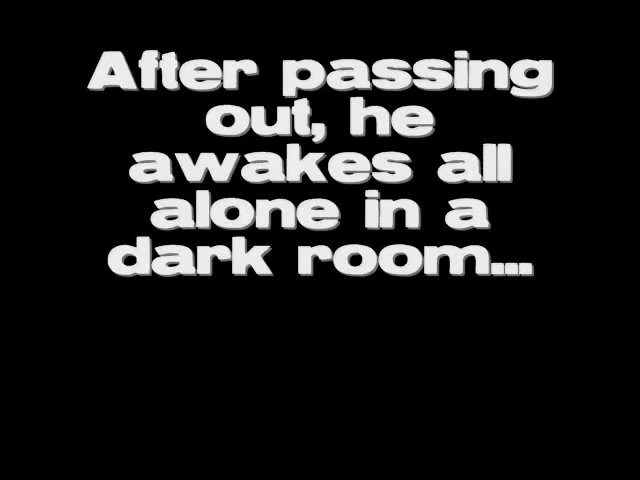 After passing
out, he
awakes all
alone in a
dark room...